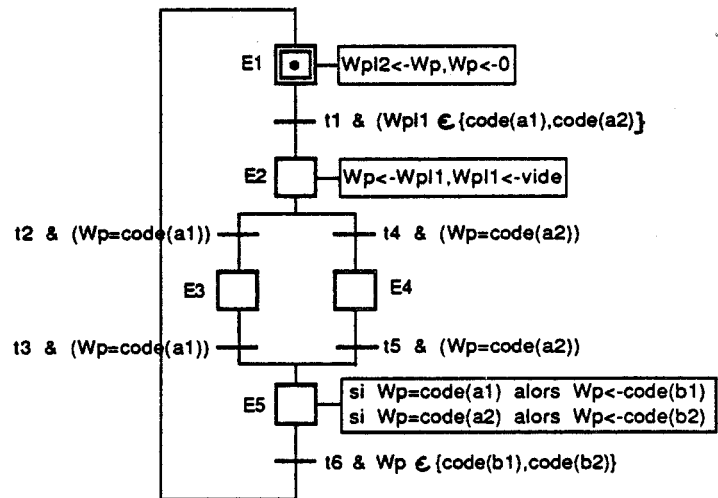 E1
Wpl2<-Wp,Wp<-0
t1 & (Wpl1 ϵ {code(a1),code(a2)}
E2
Wp<-Wpl1,Wpl1<-vide
t2 & (Wp=code(a1))
t4 & (Wp=code(a2))
E3
E4
t3 & (Wp=code(a1))
t5 & (Wp=code(a2))
E5
si Wp=code(a1) alors Wp<-code(b1)
si Wp=code(a2) alors Wp<-code(b2)
t6 & Wp ϵ {code(b1),code(b2)}